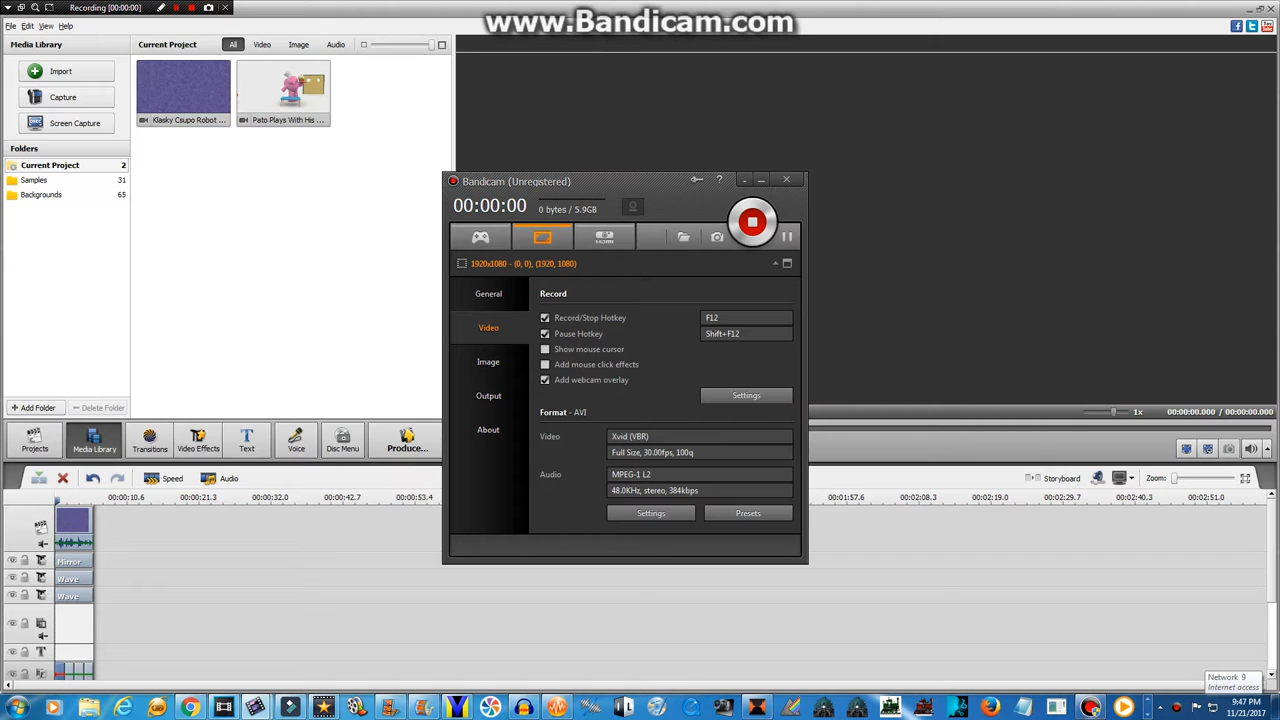 Recording [00:00:00]
www.Bandicam.com
File Edit View Help
Media Library
Import
Capture
Screen Capture
Folders
Current Project 2
Samples 31
Backgrounds 65
Add Folder Delete Folder
Current Project All Video Image Audio
Klasky Csupo Robot ... Pato Plays With His ...
Bandicam (Unregistered)
00:00:00 0 bytes / 5.9GB
HDMI
1920x1080 - (0, 0), (1920, 1080)
General
Video
Image
Output
About
Record
Record/Stop Hotkey F12
Pause Hotkey Shift+F12
Show mouse cursor
Add mouse click effects
Add webcam overlay
Settings
Format - AVI
Video Xvid (VBR)
Full Size, 30.00fps, 100q
Audio MPEG-1 L2
48.0KHz, stereo, 384kbps
Settings Presets
1x 00:00:00.000 / 00:00:00.000
Projects Media Library Transitions Video Effects Text Voice Disc Menu Produce...
Speed Audio Storyboard Zoom:
00:00:10.6 00:00:21.3 00:00:32.0 00:00:42.7 00:00:53.4 00:01:57.6 00:02:08.3 00:02:19.0 00:02:29.7 00:02:40.3 00:02:51.0
Mirror
Wave
Wave
T
Network 9
Internet access
9:47 PM
11/21/2017